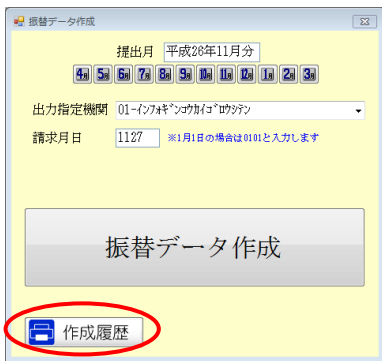 振替データ作成
提出月 平成26年11月分
4月 5月 6月 7月 8月 9月 10月 11月 12月 1月 2月 3月
出力指定機関 01-インフォギンコウカイゴロウシテン
請求月日 1127 ※1月1日の場合は0101と入力します
振替データ作成
作成履歴